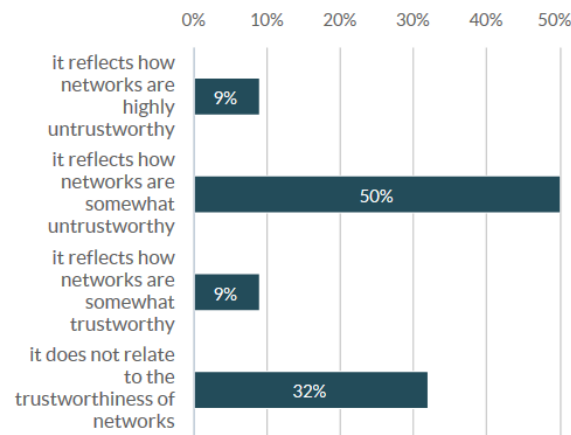 0% 10% 20% 30% 40% 50%
it reflects how
networks are
highly
untrustworthy
9%
it reflects how
networks are
somewhat
untrustworthy
50%
it reflects how
networks are
somewhat
trustworthy
9%
it does not relate
to the
trustworthiness of
networks
32%